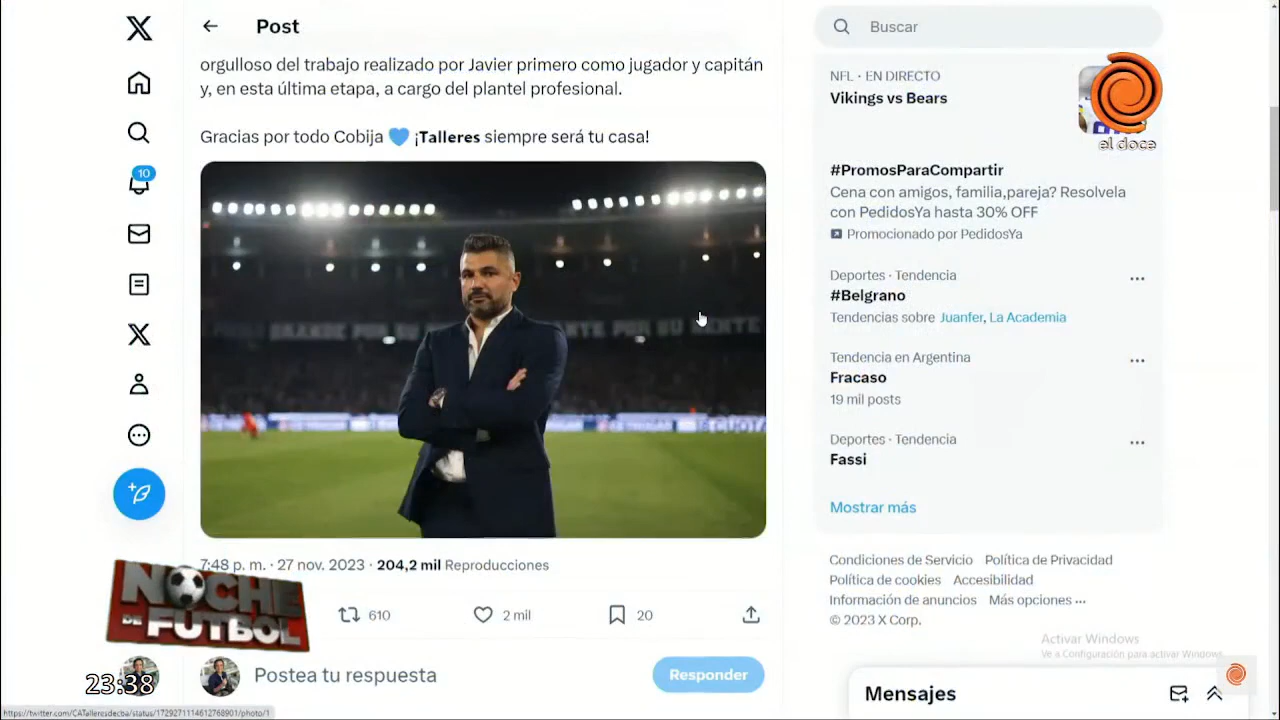 Post
orgulloso del trabajo realizado por Javier primero como jugador y capitán
y, en esta última etapa, a cargo del plantel profesional.
Gracias por todo Cobija 💙 ¡Talleres siempre será tu casa!
7:48 p. m. · 27 nov. 2023 · 204,2 mil Reproducciones
610
2 mil
20
Postea tu respuesta
Responder
10
NOCHE
DE FUTBOL
23:38
https://twitter.com/CATalleresdecba/status/1729271114612768901/photo/1
Buscar
NFL · EN DIRECTO
Vikings vs Bears
el doce
#PromosParaCompartir
Cena con amigos, familia,pareja? Resolvela
con PedidosYa hasta 30% OFF
Promocionado por PedidosYa
Deportes · Tendencia
#Belgrano
Tendencias sobre Juanfer, La Academia
Tendencia en Argentina
Fracaso
19 mil posts
Deportes · Tendencia
Fassi
Mostrar más
Condiciones de Servicio Política de Privacidad
Política de cookies Accesibilidad
Información de anuncios Más opciones ···
© 2023 X Corp.
Activar Windows
Ve a Configuración para activar Windows.
Mensajes